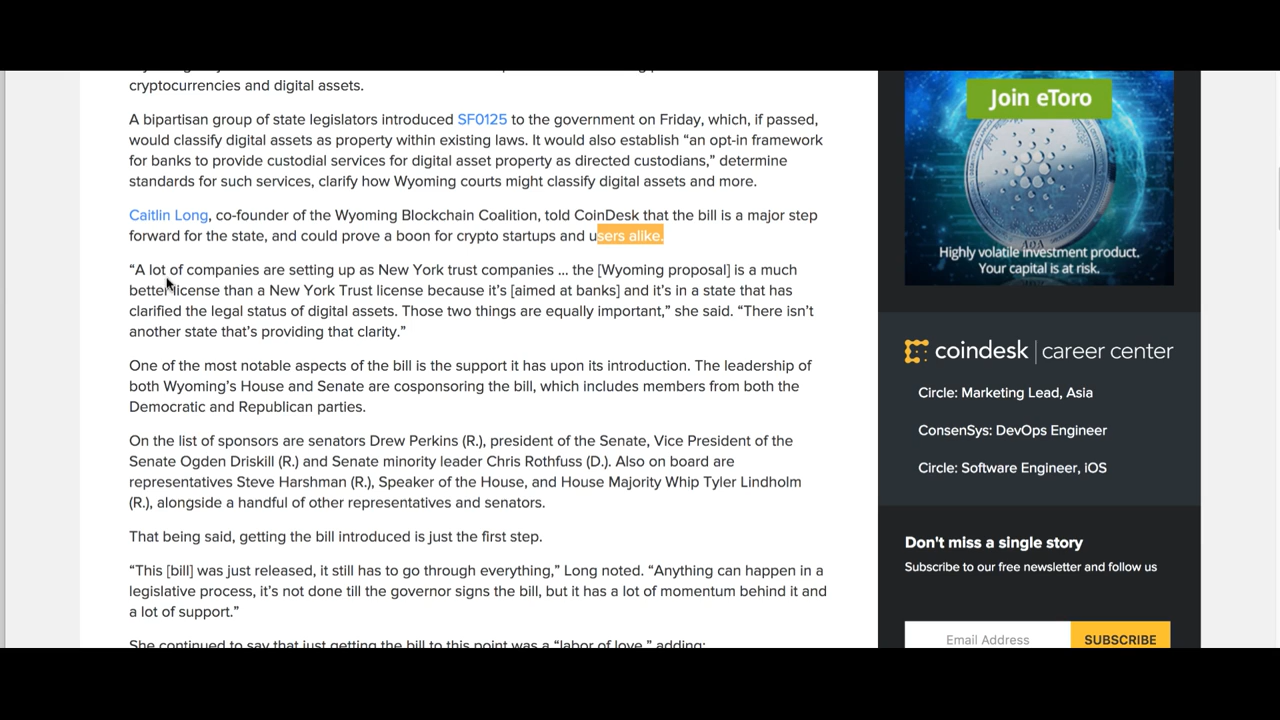 cryptocurrencies and digital assets.
A bipartisan group of state legislators introduced SF0125 to the government on Friday, which, if passed,
would classify digital assets as property within existing laws. It would also establish “an opt-in framework
for banks to provide custodial services for digital asset property as directed custodians,” determine
standards for such services, clarify how Wyoming courts might classify digital assets and more.
Caitlin Long, co-founder of the Wyoming Blockchain Coalition, told CoinDesk that the bill is a major step
forward for the state, and could prove a boon for crypto startups and users alike.
“A lot of companies are setting up as New York trust companies ... the [Wyoming proposal] is a much
better license than a New York Trust license because it’s [aimed at banks] and it’s in a state that has
clarified the legal status of digital assets. Those two things are equally important,” she said. “There isn’t
another state that’s providing that clarity.”
One of the most notable aspects of the bill is the support it has upon its introduction. The leadership of
both Wyoming’s House and Senate are cosponsoring the bill, which includes members from both the
Democratic and Republican parties.
On the list of sponsors are senators Drew Perkins (R.), president of the Senate, Vice President of the
Senate Ogden Driskill (R.) and Senate minority leader Chris Rothfuss (D.). Also on board are
representatives Steve Harshman (R.), Speaker of the House, and House Majority Whip Tyler Lindholm
(R.), alongside a handful of other representatives and senators.
That being said, getting the bill introduced is just the first step.
“This [bill] was just released, it still has to go through everything,” Long noted. “Anything can happen in a
legislative process, it’s not done till the governor signs the bill, but it has a lot of momentum behind it and
a lot of support.”
She continued to say that just getting the bill to this point was a “labor of love,” adding:
Join eToro
Highly volatile investment product.
Your capital is at risk.
coindesk | career center
Circle: Marketing Lead, Asia
ConsenSys: DevOps Engineer
Circle: Software Engineer, iOS
Don't miss a single story
Subscribe to our free newsletter and follow us
Email Address
SUBSCRIBE